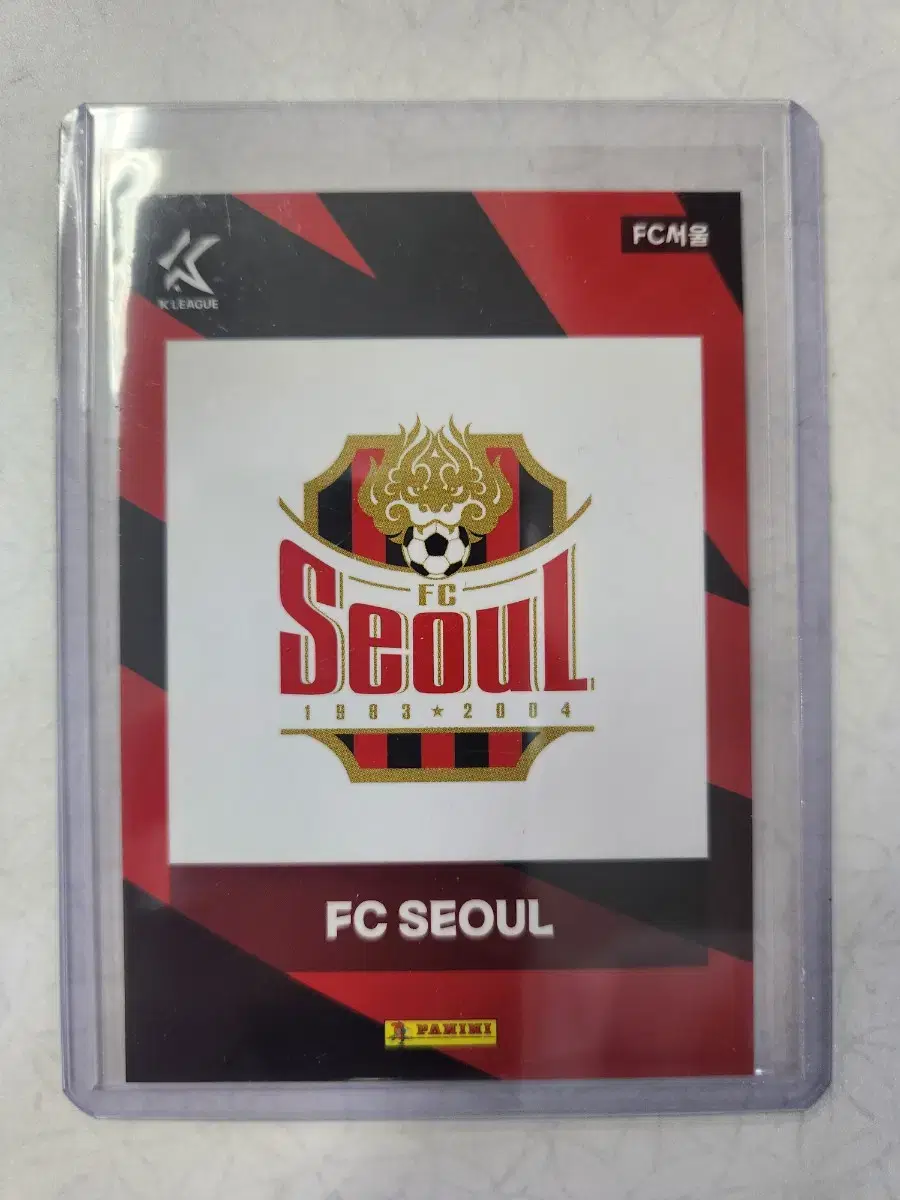 K LEAGUE
FC서울
FC
Seoul
1983★2004
FC SEOUL
PANINI